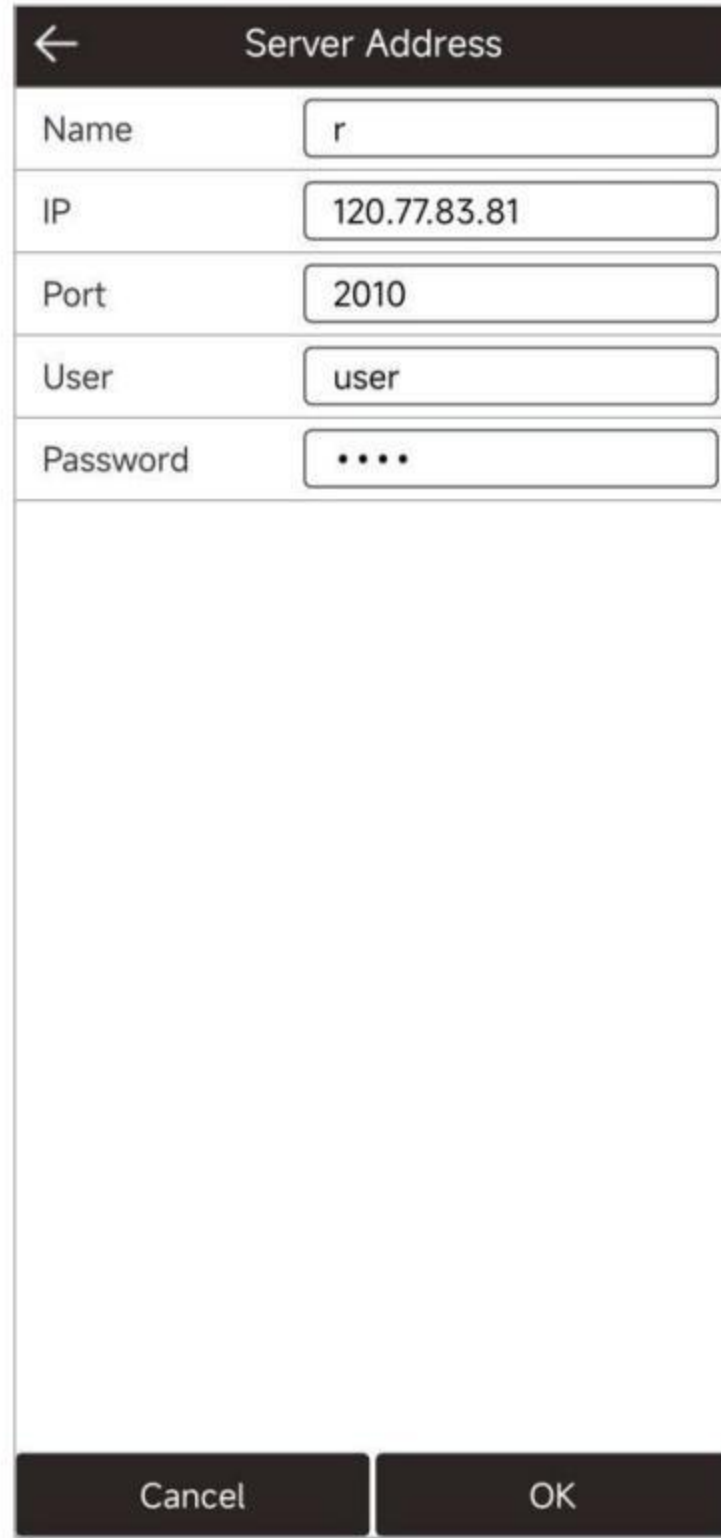 Server Address
Name r
IP 120.77.83.81
Port 2010
User user
Password ••••
Cancel OK